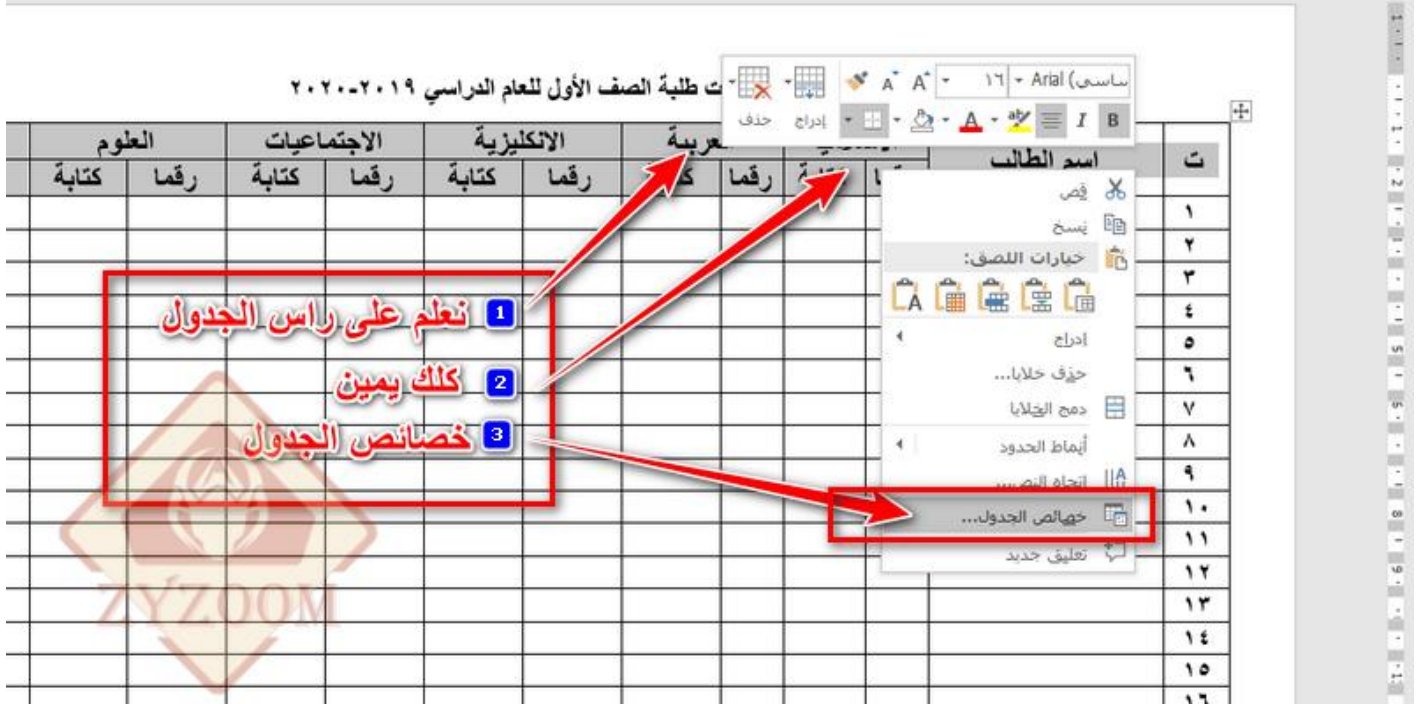 ت طلبة الصف الأول للعام الدراسي ٢٠١٩-٢٠٢٠
Arial (ساسي ١٦
B I A
إدراج حذف
ت اسم الطالب الانكليزية الاجتماعيات العلوم
رقما رقما كتابة رقما كتابة رقما كتابة
١
٢
٣
٤
٥
٦
٧
٨
٩
١٠
١١
١٢
١٣
١٤
١٥
١٦
قص
نسخ
خيارات اللصق:
إدراج
حذف خلايا...
دمج الخلايا
أنماط الحدود
اتجاه النص...
خصائص الجدول...
تعليق جديد
1 نعلم على راس الجدول
2 كلك يمين
3 خصائص الجدول
ZYZOOM